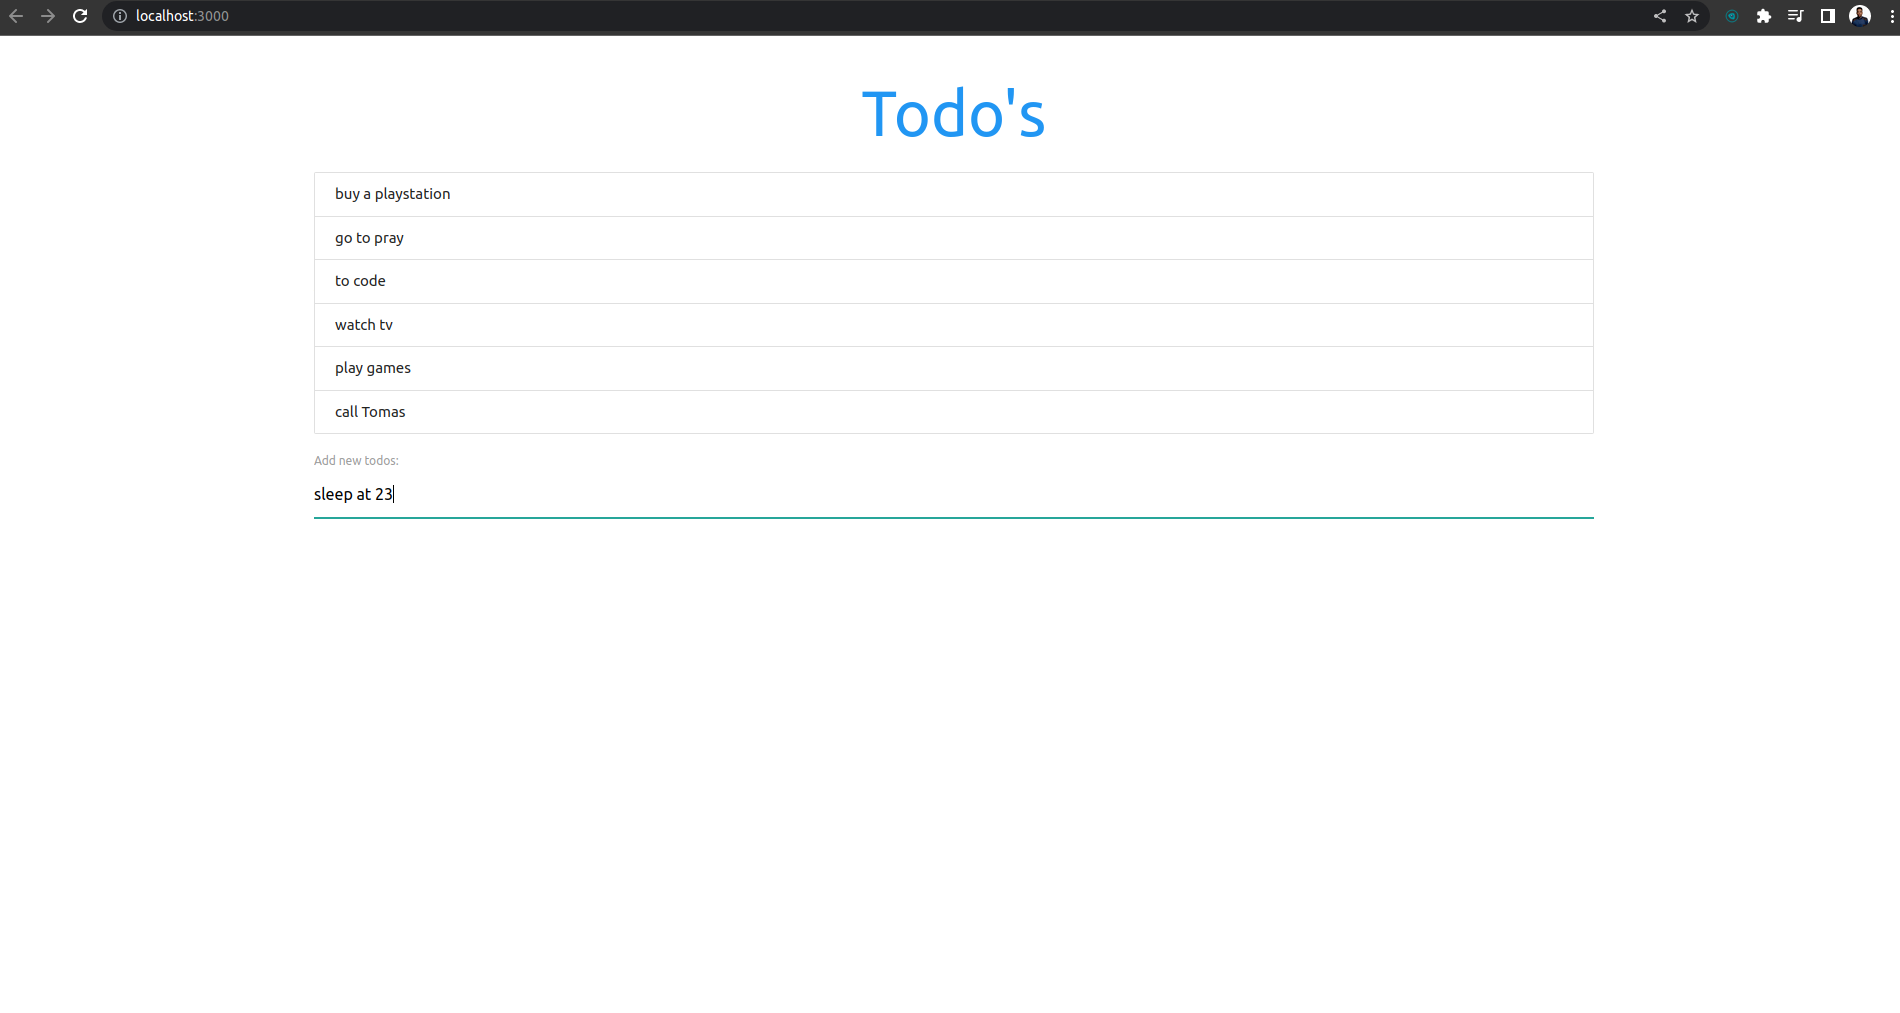 localhost:3000
Todo's
buy a playstation
go to pray
to code
watch tv
play games
call Tomas
Add new todos:
sleep at 23